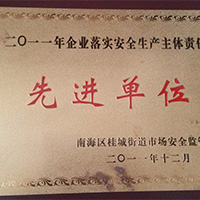 二〇一一年企业落实安全生产主体责任
先进单位
南海区桂城街道市场安全监管
二〇一一年十二月